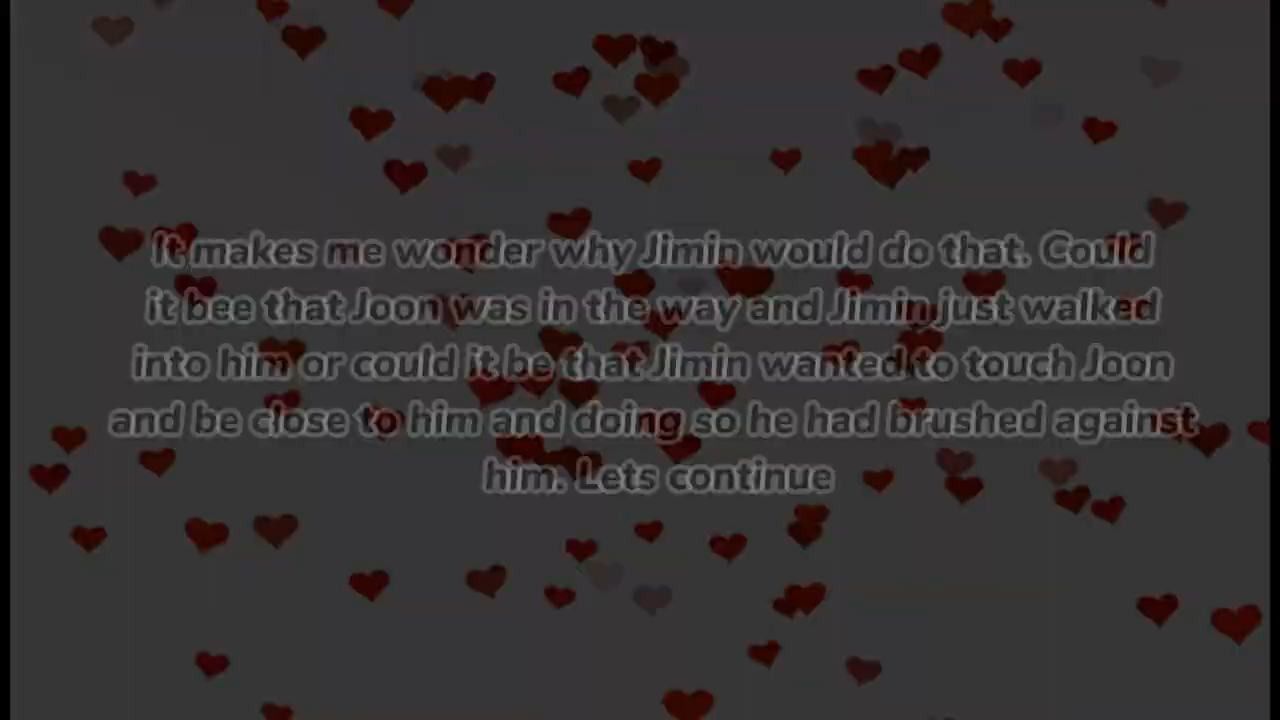 It makes me wonder why Jimin would do that. Could
it bee that Joon was in the way and Jimin just walked
into him or could it be that Jimin wanted to touch Joon
and be close to him and doing so he had brushed against
him. Lets continue